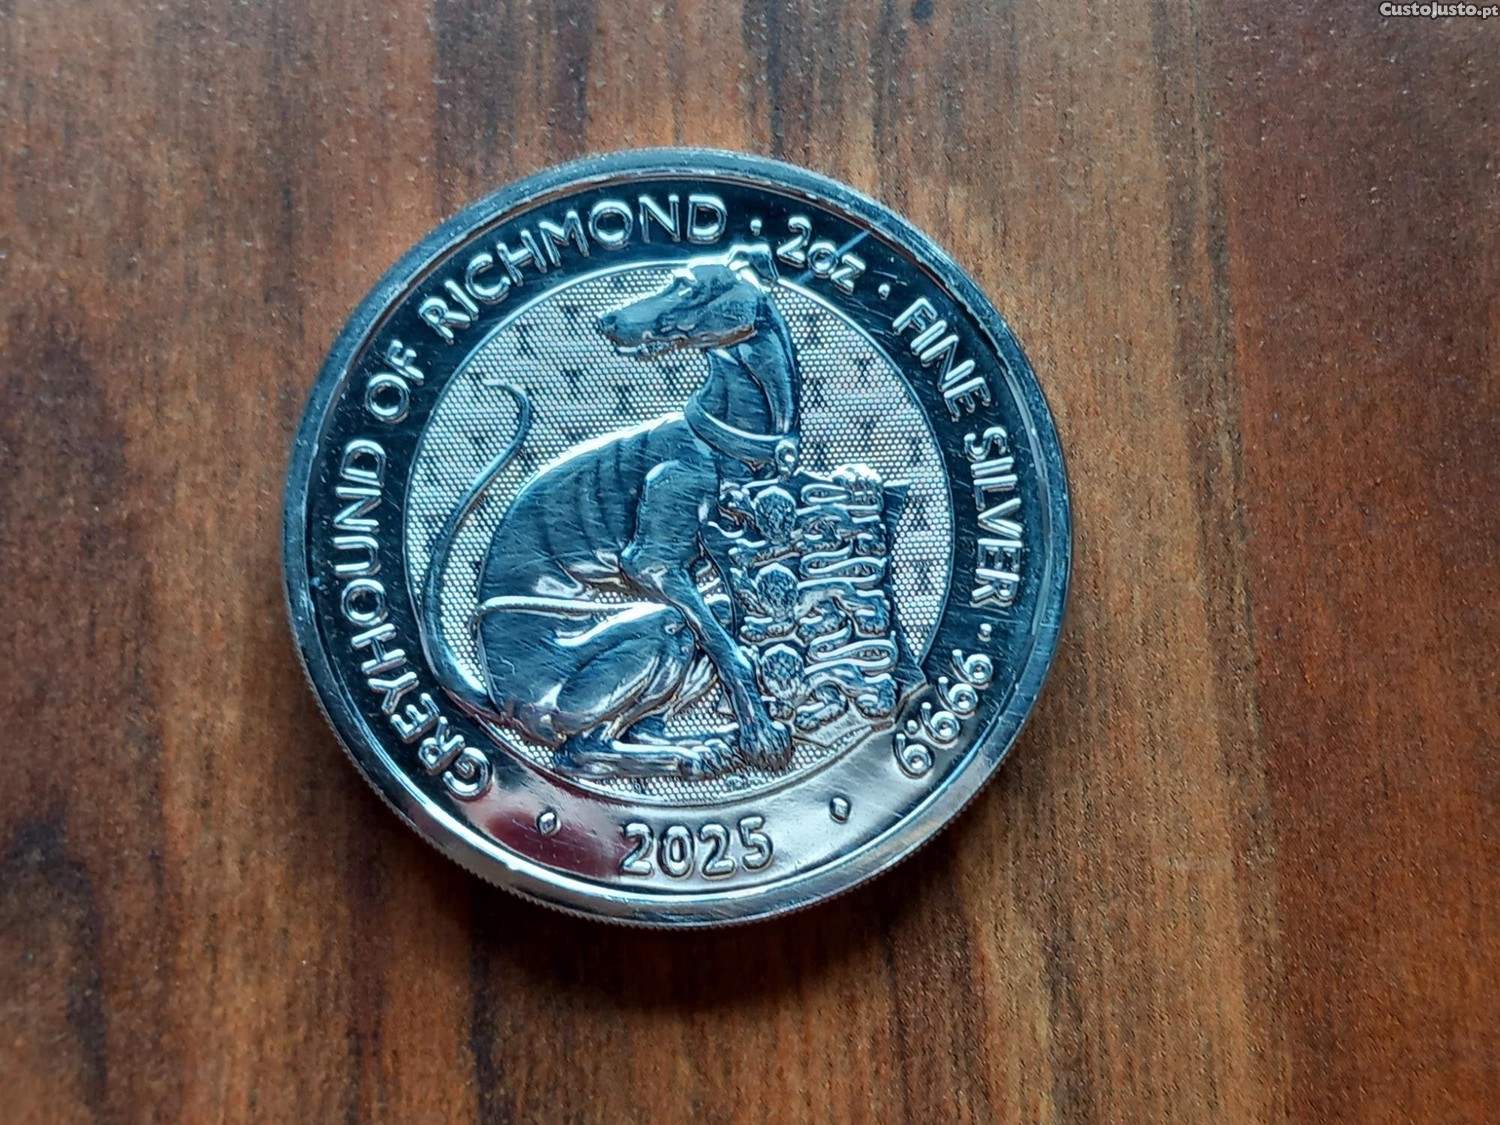 CustoJusto.pt
GREYHOUND OF RICHMOND · 2OZ · FINE SILVER · 999.9
2025